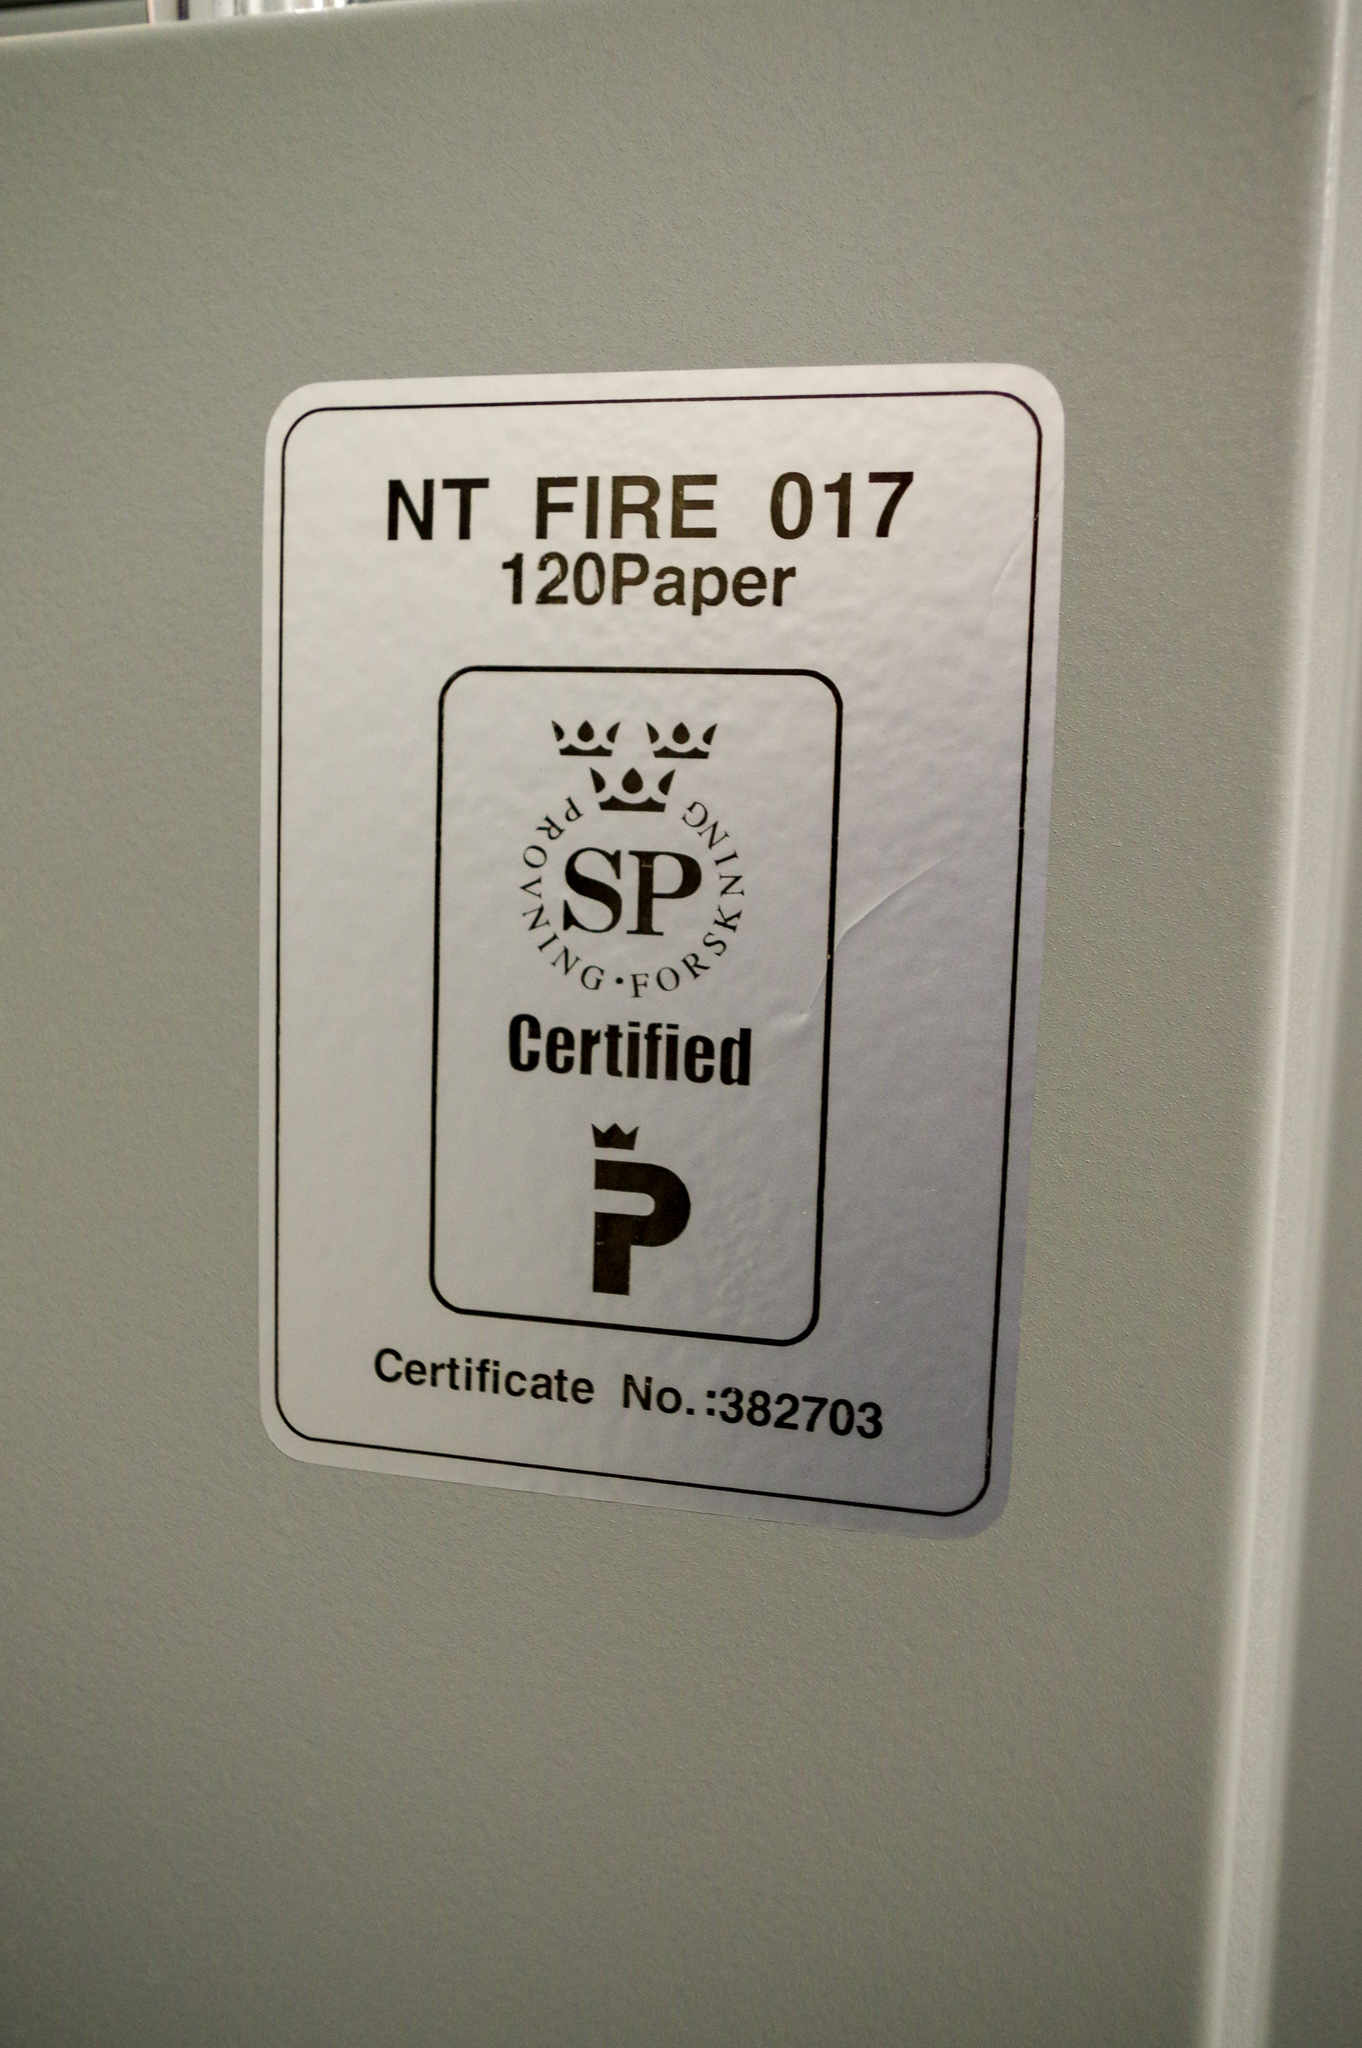 NT FIRE 017
120Paper
PROVNING · FORSKNING
SP
Certified
P
Certificate No.:382703